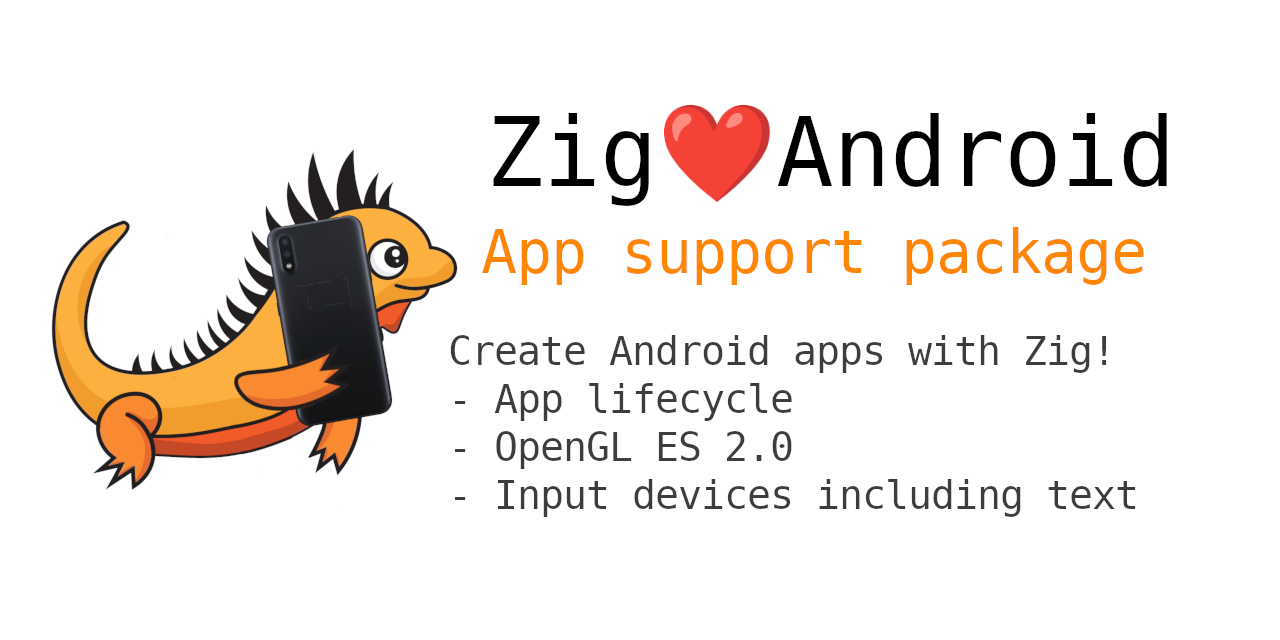 Zig❤️Android
App support package
Create Android apps with Zig!
- App lifecycle
- OpenGL ES 2.0
- Input devices including text